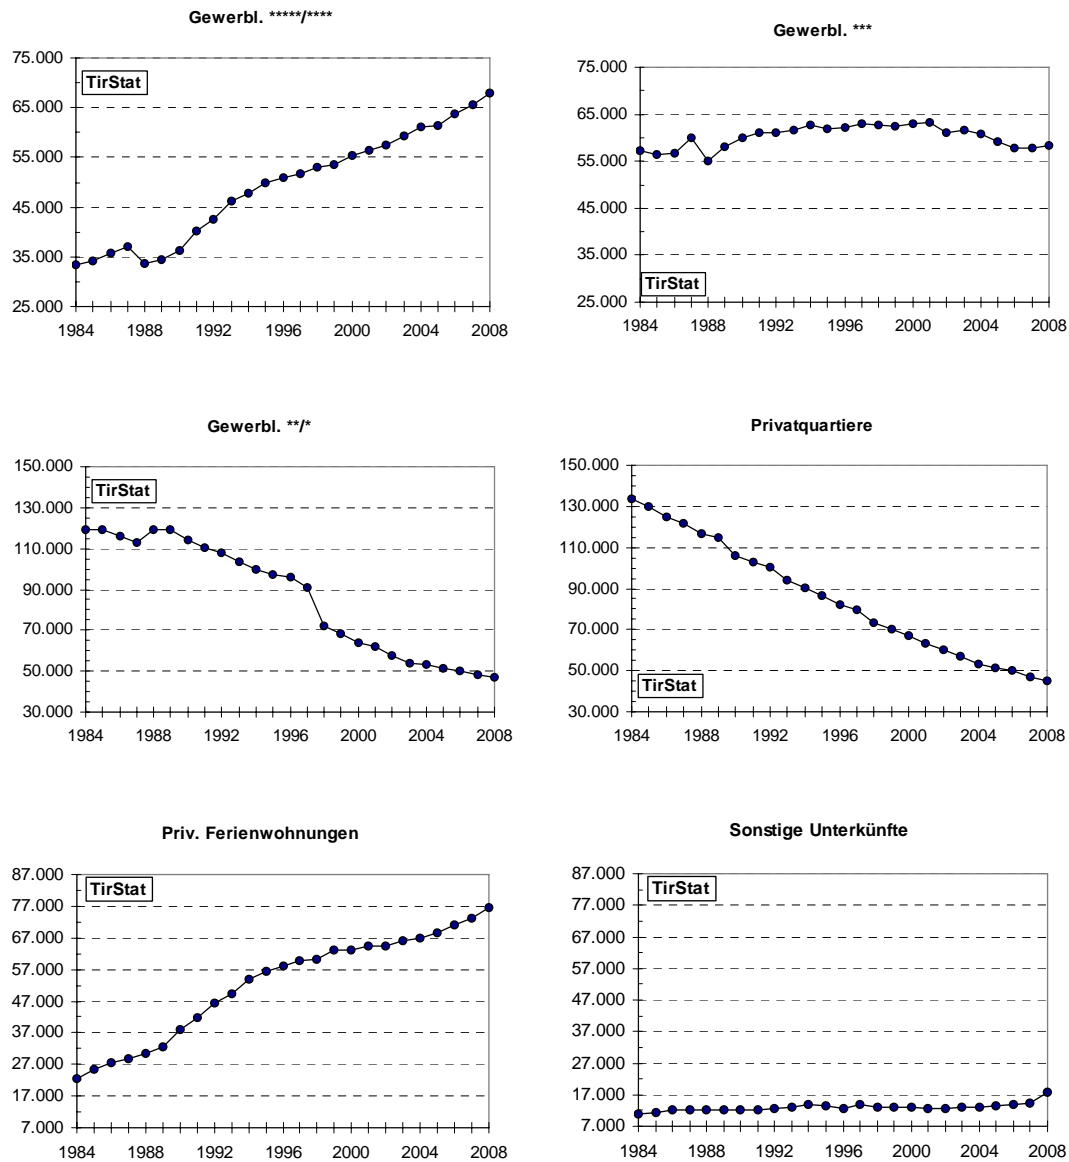 Gewerbl. *****/****
75.000
65.000
55.000
45.000
35.000
25.000
TirStat
1984 1988 1992 1996 2000 2004 2008
Gewerbl. ***
75.000
65.000
55.000
45.000
35.000
25.000
TirStat
1984 1988 1992 1996 2000 2004 2008
Gewerbl. **/*
150.000
130.000
110.000
90.000
70.000
50.000
30.000
TirStat
1984 1988 1992 1996 2000 2004 2008
Privatquartiere
150.000
130.000
110.000
90.000
70.000
50.000
30.000
TirStat
1984 1988 1992 1996 2000 2004 2008
Priv. Ferienwohnungen
87.000
77.000
67.000
57.000
47.000
37.000
27.000
17.000
7.000
TirStat
1984 1988 1992 1996 2000 2004 2008
Sonstige Unterkünfte
87.000
77.000
67.000
57.000
47.000
37.000
27.000
17.000
7.000
TirStat
1984 1988 1992 1996 2000 2004 2008